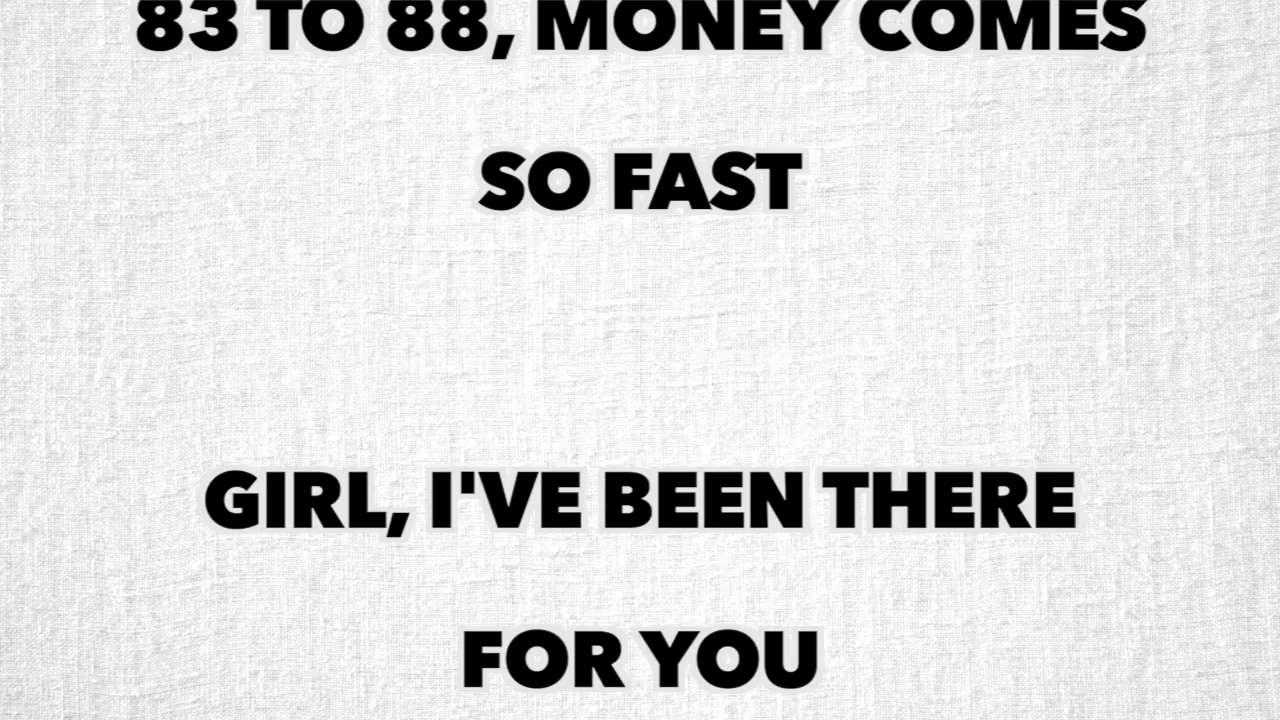 83 TO 88, MONEY COMES
SO FAST
GIRL, I'VE BEEN THERE
FOR YOU